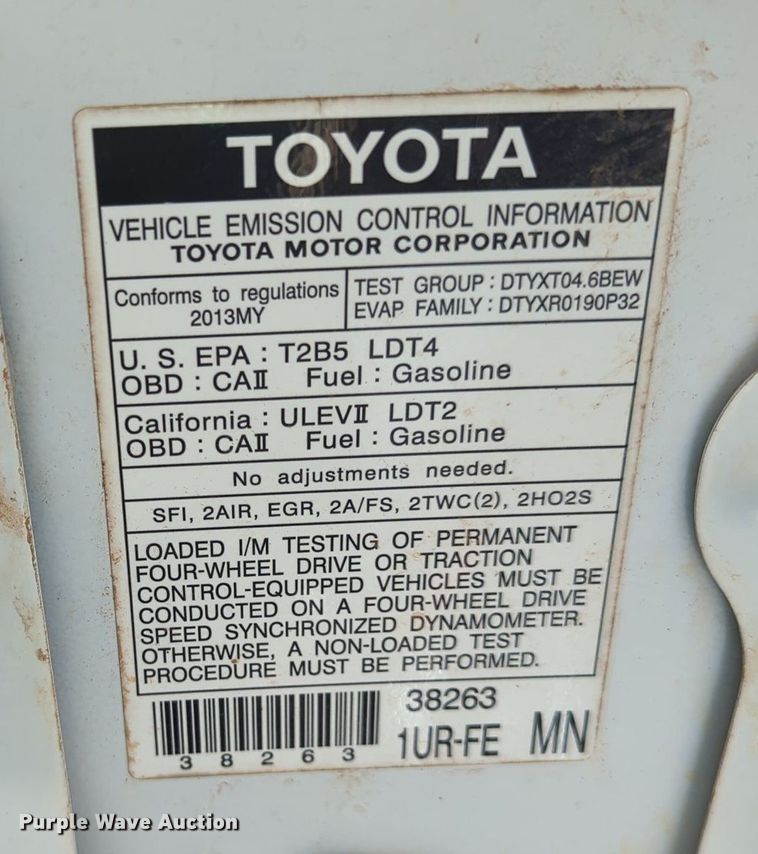 TOYOTA
VEHICLE EMISSION CONTROL INFORMATION
TOYOTA MOTOR CORPORATION
Conforms to regulations
2013MY
TEST GROUP : DTYXT04.6BEW
EVAP FAMILY : DTYXR0190P32
U. S. EPA : T2B5 LDT4
OBD : CAII Fuel : Gasoline
California : ULEVII LDT2
OBD : CAII Fuel : Gasoline
No adjustments needed.
SFI, 2AIR, EGR, 2A/FS, 2TWC(2), 2HO2S
LOADED I/M TESTING OF PERMANENT
FOUR-WHEEL DRIVE OR TRACTION
CONTROL-EQUIPPED VEHICLES MUST BE
CONDUCTED ON A FOUR-WHEEL DRIVE
SPEED SYNCHRONIZED DYNAMOMETER.
OTHERWISE, A NON-LOADED TEST
PROCEDURE MUST BE PERFORMED.
38263
38263
1UR-FE MN
Purple Wave Auction